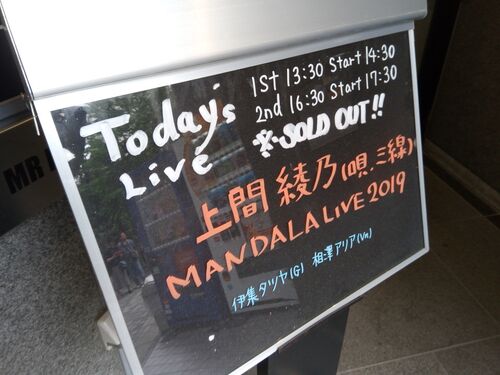 Today's Live
1st 13:30 Start 14:30
2nd 16:30 Start 17:30
※SOLD OUT!!
上間 綾乃(唄、三線)
MANDALA LIVE 2019
伊集タツヤ(G) 相澤アリア(Vn)
MR